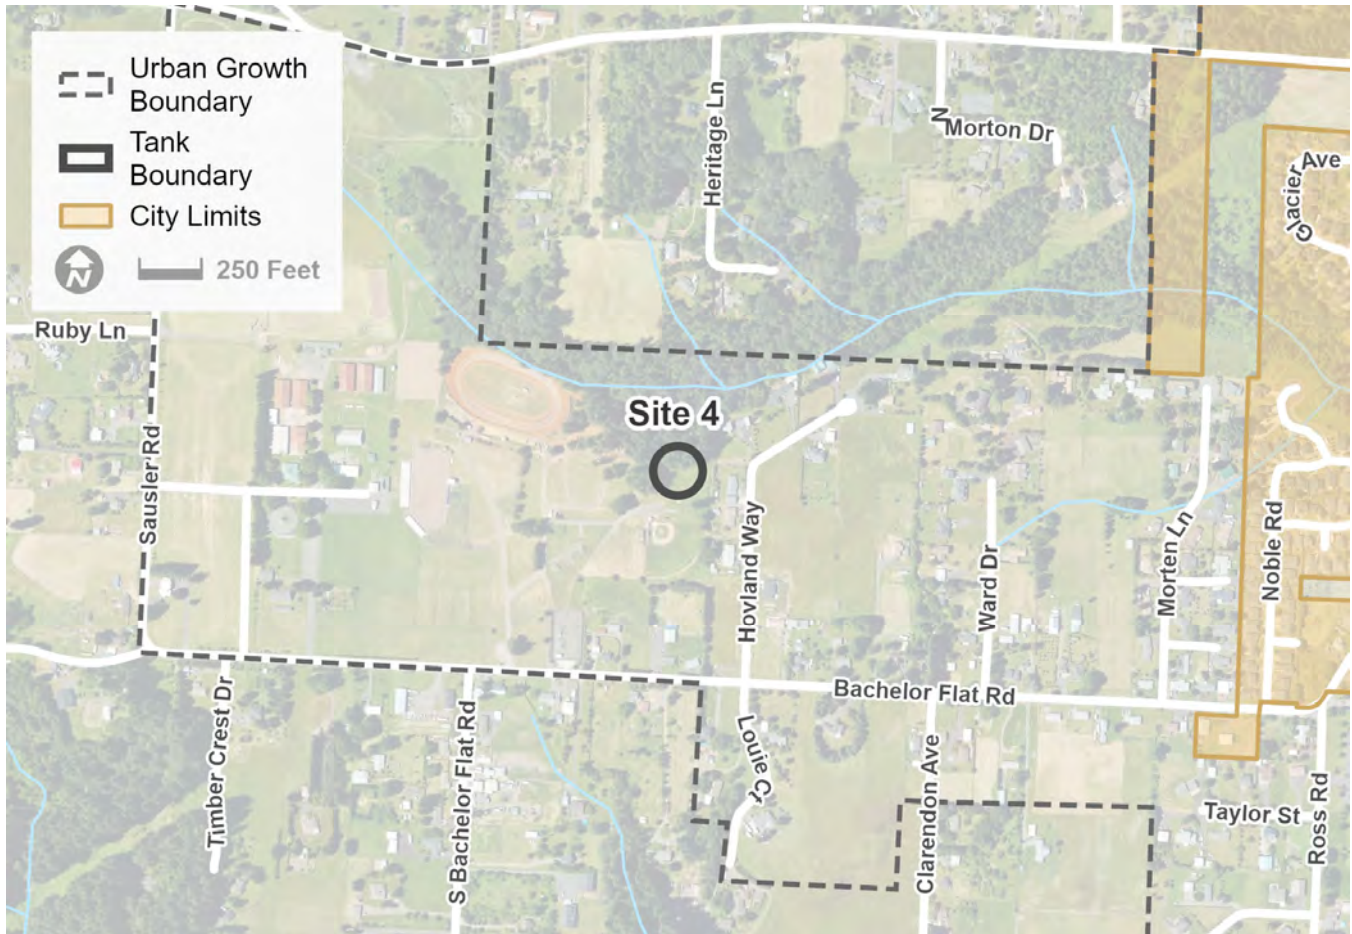 Urban Growth
Boundary
Tank
Boundary
City Limits
N
250 Feet
Heritage Ln
N
Morton Dr
Glacier
Ave
Ruby Ln
Sausler Rd
Site 4
Hovland Way
Ward Dr
Morten Ln
Noble Rd
Bachelor Flat Rd
Timber Crest Dr
S Bachelor Flat Rd
Louie Ct
Clarendon Ave
Taylor St
Ross Rd